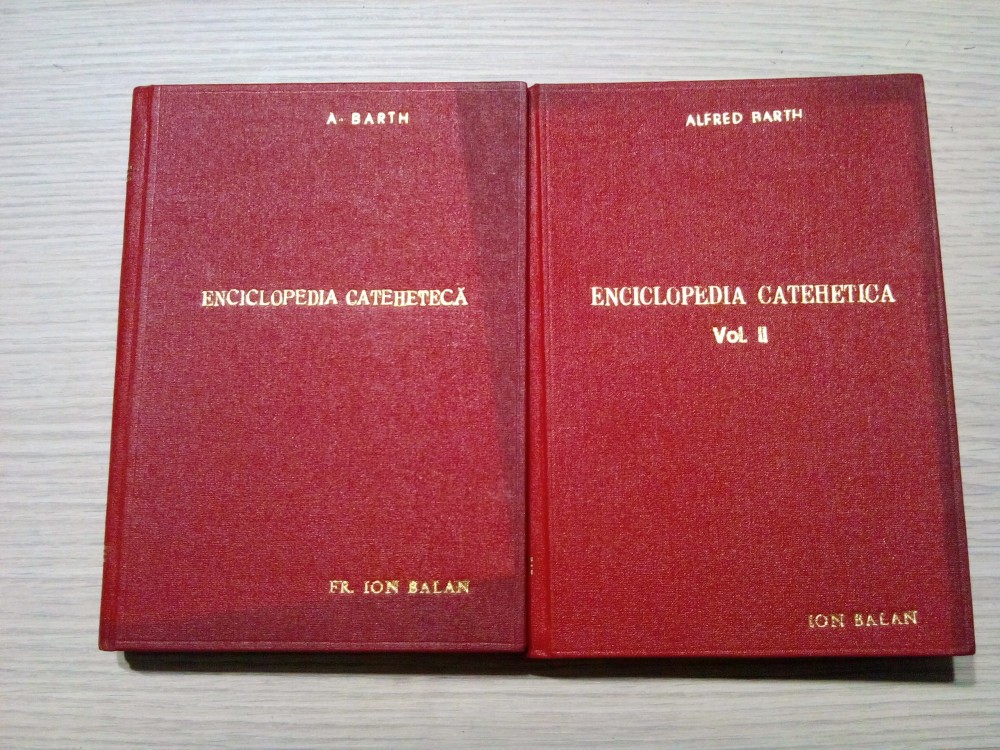 A. BARTH
ENCICLOPEDIA CATEHETECĂ
FR. ION BALAN
ALFRED BARTH
ENCICLOPEDIA CATEHETICA
Vol. II
ION BALAN